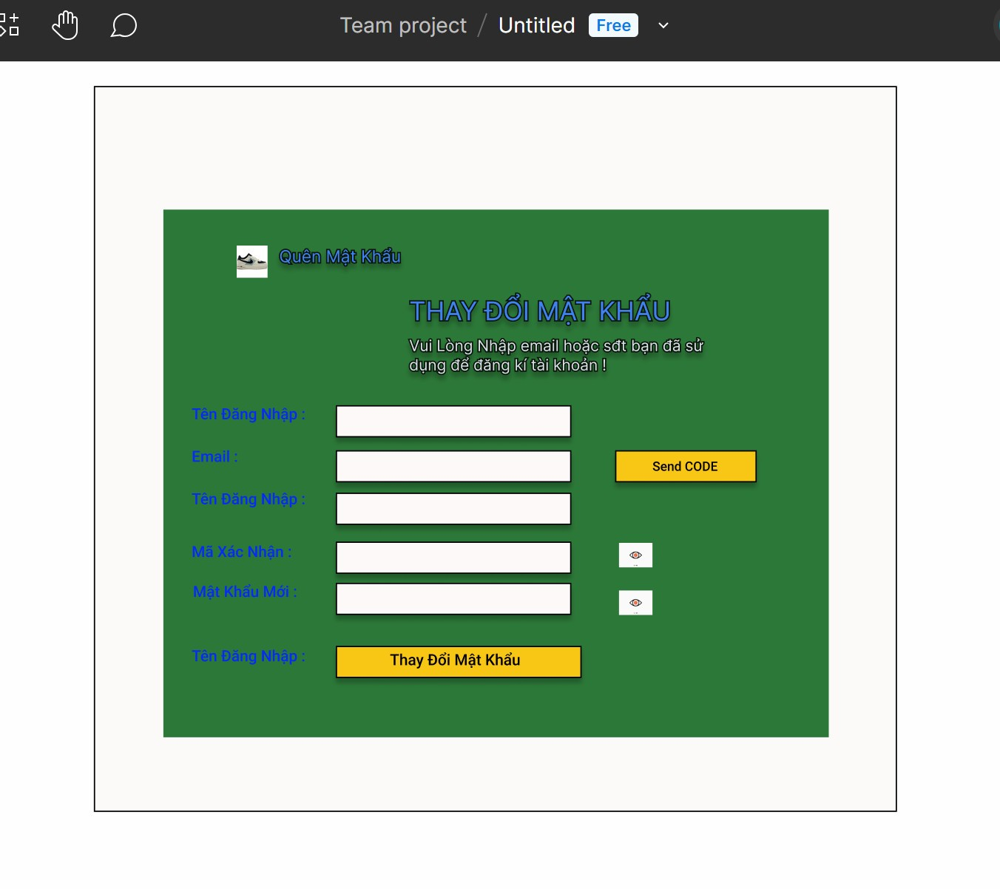 Team project / Untitled Free
Quên Mật Khẩu
THAY ĐỔI MẬT KHẨU
Vui Lòng Nhập email hoặc sđt bạn đã sử
dụng để đăng kí tài khoản !
Tên Đăng Nhập :
Email :
Send CODE
Tên Đăng Nhập :
Mã Xác Nhận :
Mật Khẩu Mới :
Tên Đăng Nhập :
Thay Đổi Mật Khẩu